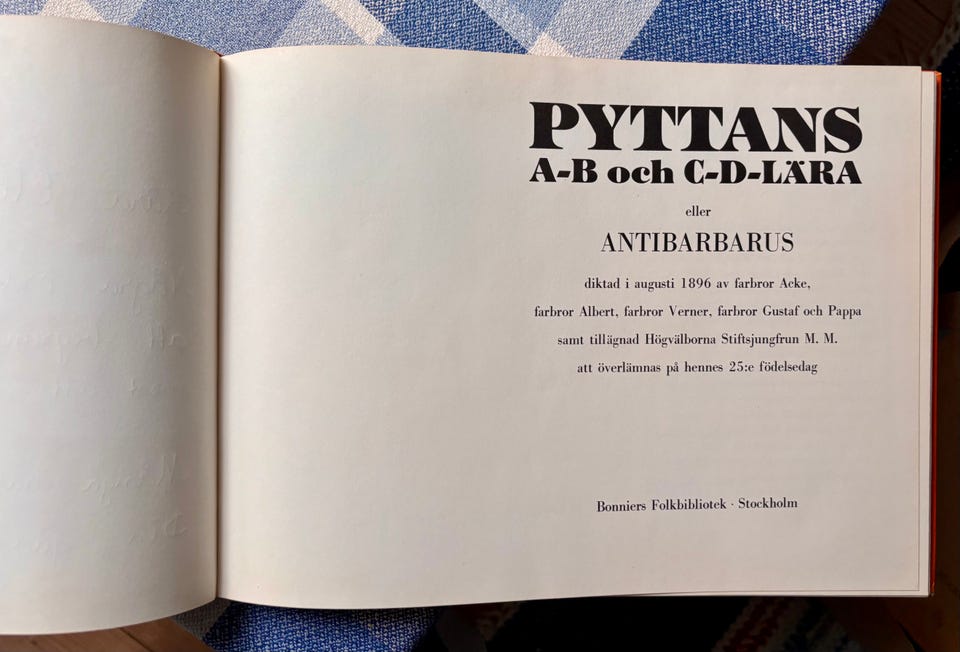 PYTTANS
A-B och C-D-LÄRA
eller
ANTIBARBARUS
diktad i augusti 1896 av farbror Acke,
farbror Albert, farbror Verner, farbror Gustaf och Pappa
samt tillägnad Högvälborna Stiftsjungfrun M. M.
att överlämnas på hennes 25:e födelsedag
Bonniers Folkbibliotek · Stockholm